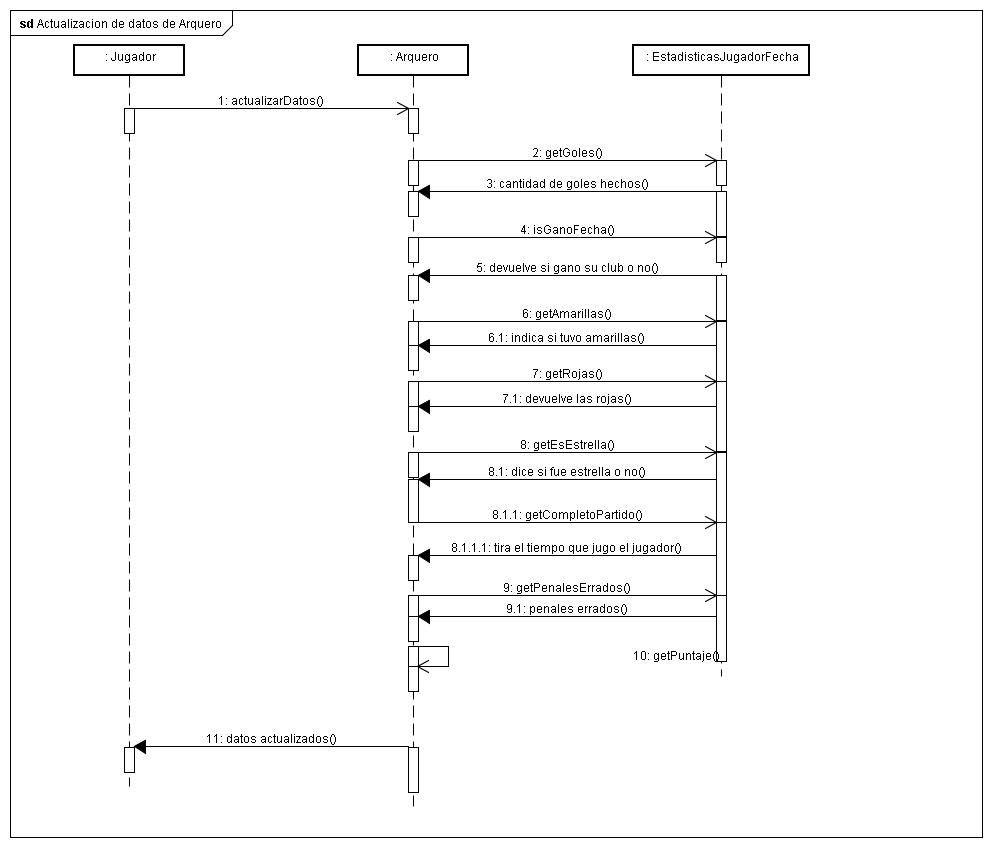 sd Actualizacion de datos de Arquero
: Jugador
: Arquero
: EstadisticasJugadorFecha
1: actualizarDatos()
2: getGoles()
3: cantidad de goles hechos()
4: isGanoFecha()
5: devuelve si gano su club o no()
6: getAmarillas()
6.1: indica si tuvo amarillas()
7: getRojas()
7.1: devuelve las rojas()
8: getEsEstrella()
8.1: dice si fue estrella o no()
8.1.1: getCompletoPartido()
8.1.1.1: tira el tiempo que jugo el jugador()
9: getPenalesErrados()
9.1: penales errados()
10: getPuntaje()
11: datos actualizados()